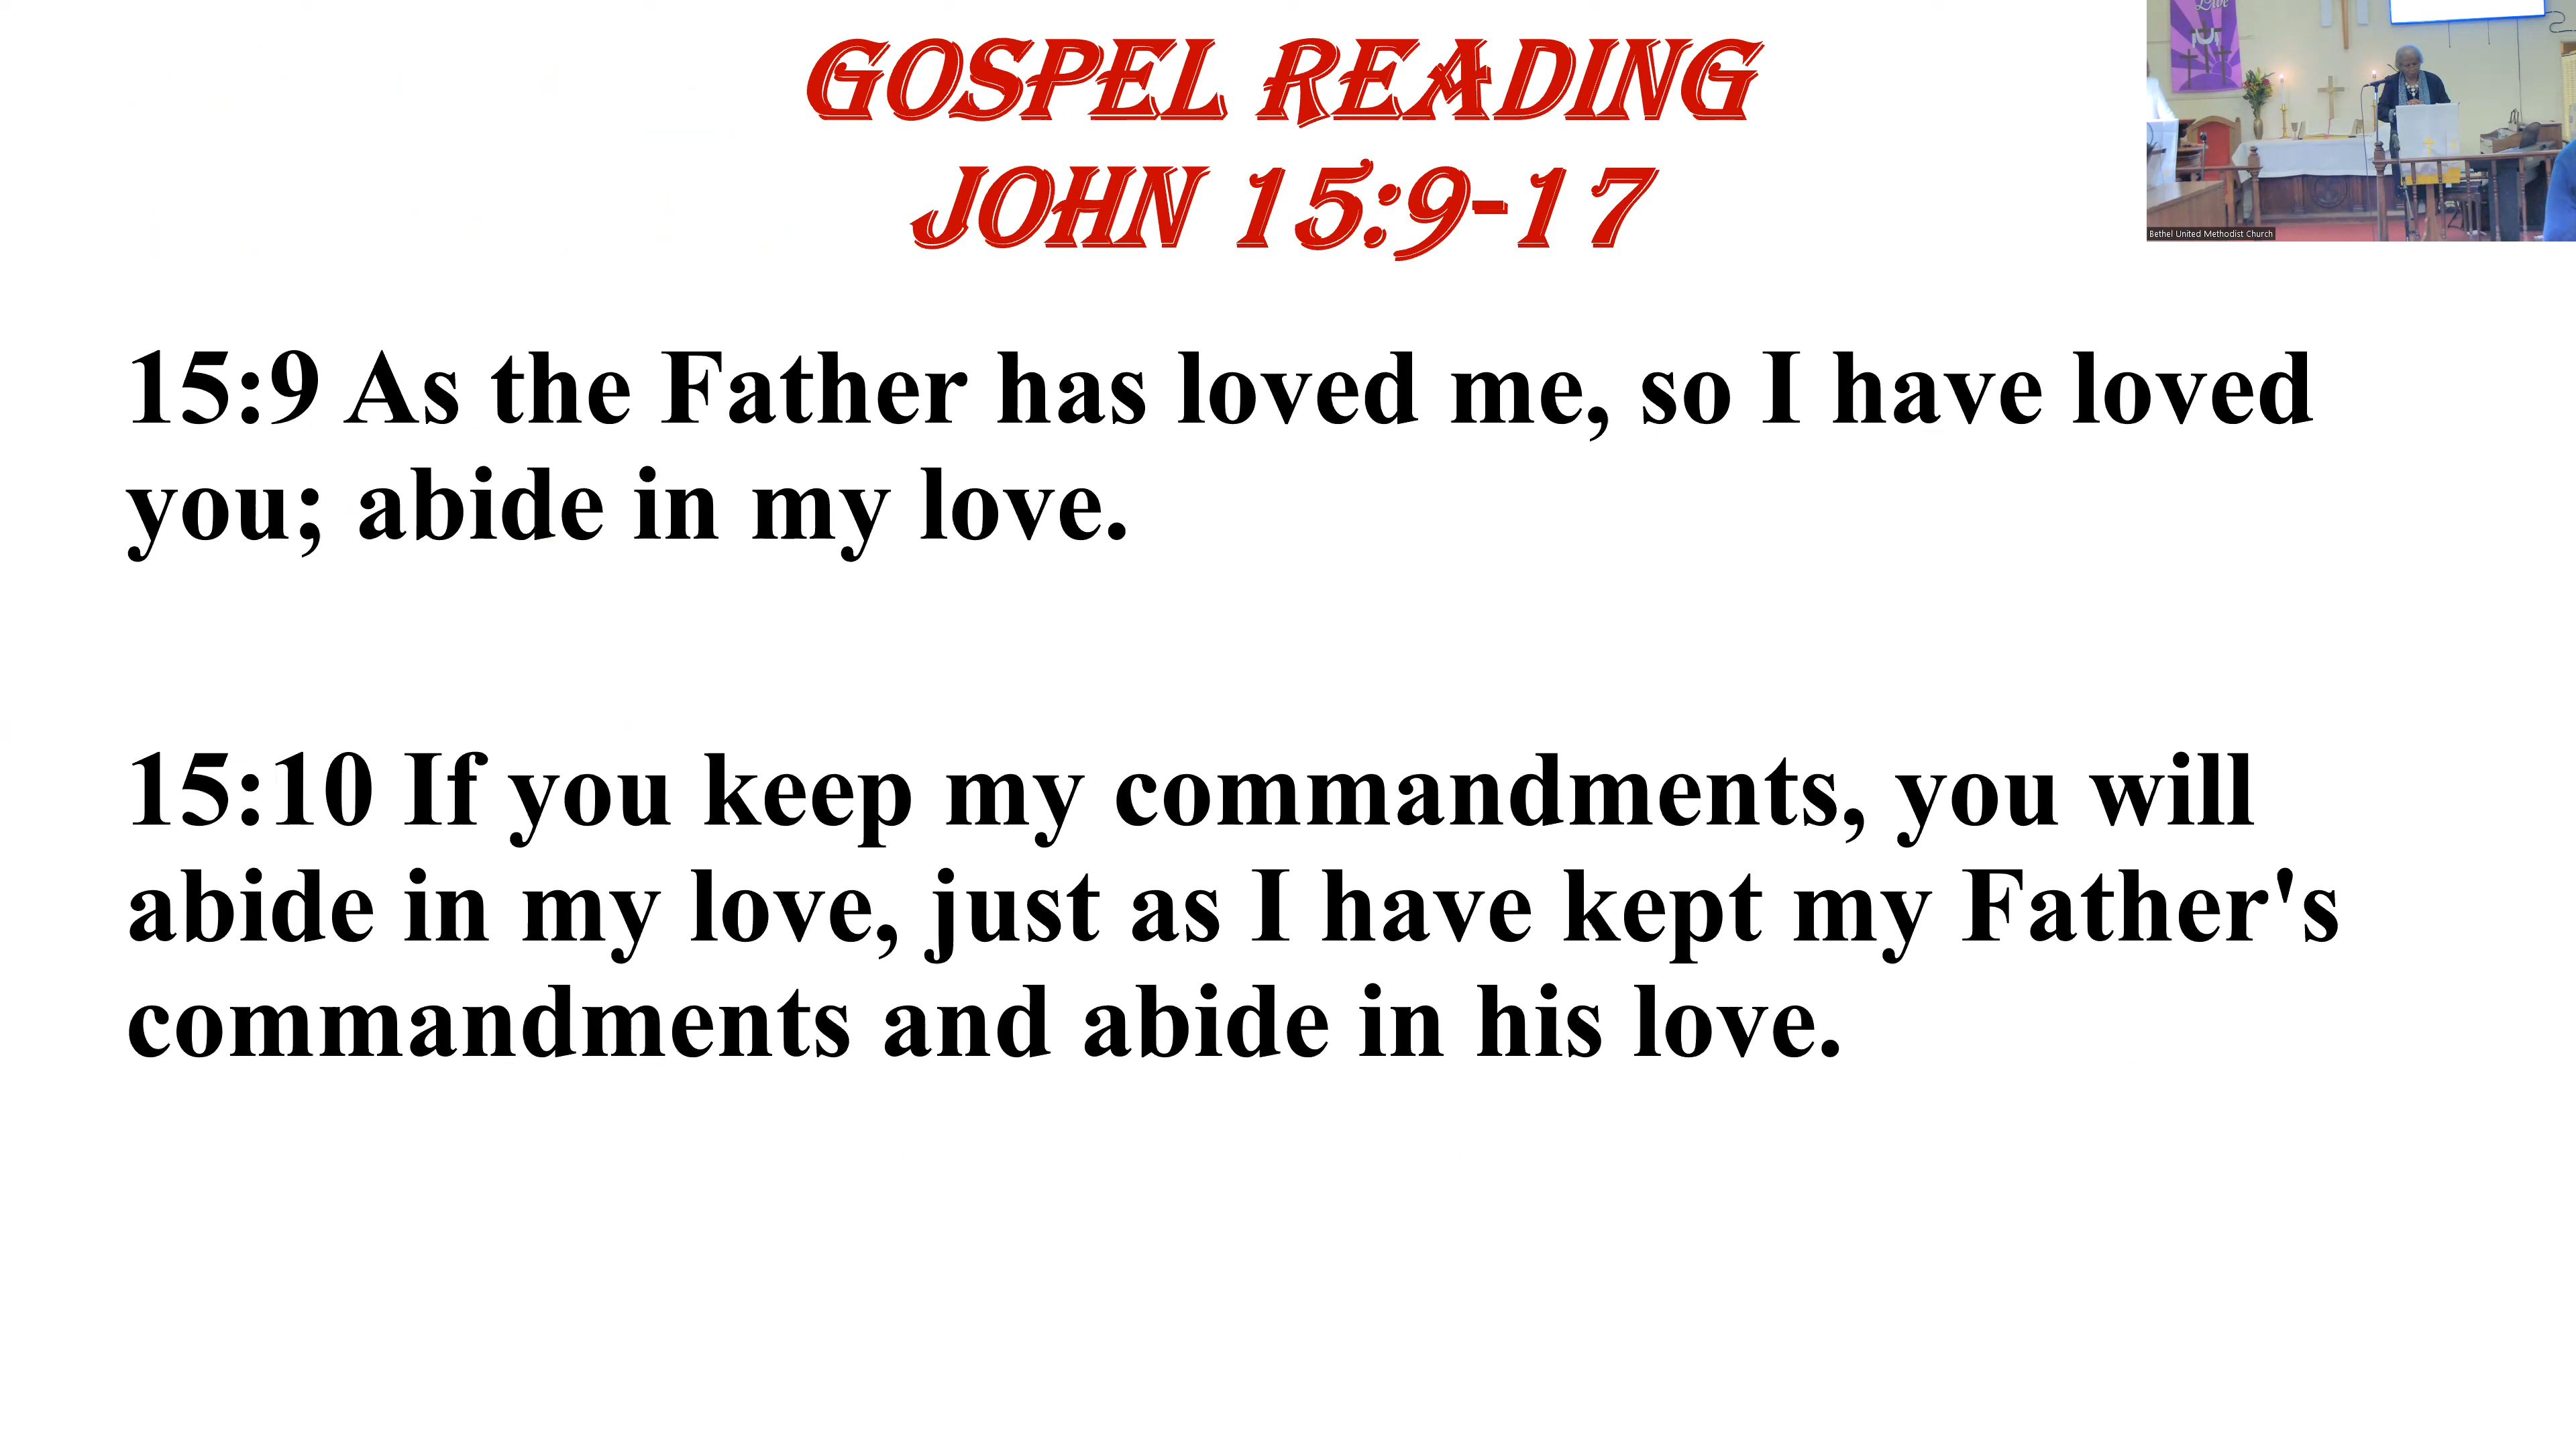 GOSPEL READING
JOHN 15:9-17
Live
Bethel United Methodist Church
15:9 As the Father has loved me, so I have loved
you; abide in my love.
15:10 If you keep my commandments, you will
abide in my love, just as I have kept my Father's
commandments and abide in his love.